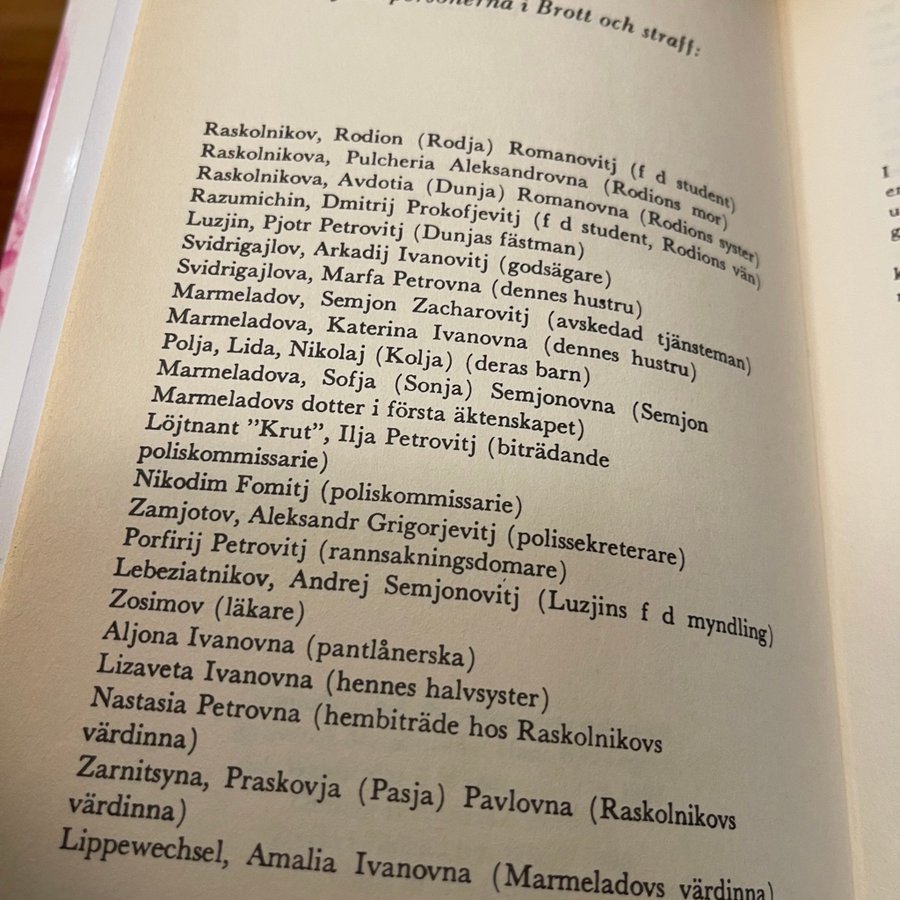 personerna i Brott och straff:
Raskolnikov, Rodion (Rodja) Romanovitj (f d student)
Raskolnikova, Pulcheria Aleksandrovna (Rodions mor)
Raskolnikova, Avdotia (Dunja) Romanovna (Rodions syster)
Razumichin, Dmitrij Prokofjevitj (f d student, Rodions vän)
Luzjin, Pjotr Petrovitj (Dunjas fästman)
Svidrigajlov, Arkadij Ivanovitj (godsägare)
Svidrigajlova, Marfa Petrovna (dennes hustru)
Marmeladov, Semjon Zacharovitj (avskedad tjänsteman)
Marmeladova, Katerina Ivanovna (dennes hustru)
Polja, Lida, Nikolaj (Kolja) (deras barn)
Marmeladova, Sofja (Sonja) Semjonovna (Semjon
Marmeladovs dotter i första äktenskapet)
Löjtnant ”Krut”, Ilja Petrovitj (biträdande
poliskommissarie)
Nikodim Fomitj (poliskommissarie)
Zamjotov, Aleksandr Grigorjevitj (polissekreterare)
Porfirij Petrovitj (rannsakningsdomare)
Lebeziatnikov, Andrej Semjonovitj (Luzjins f d myndling)
Zosimov (läkare)
Aljona Ivanovna (pantlånerska)
Lizaveta Ivanovna (hennes halvsyster)
Nastasia Petrovna (hembiträde hos Raskolnikovs
värdinna)
Zarnitsyna, Praskovja (Pasja) Pavlovna (Raskolnikovs
värdinna)
Lippewechsel, Amalia Ivanovna (Marmeladovs värdinna)